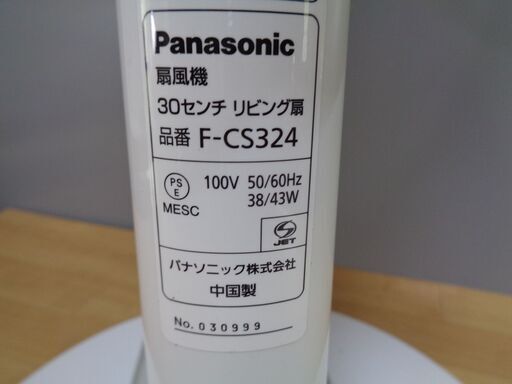 Panasonic
扇風機
30センチ リビング扇
品番 F-CS324
PS
E
MESC
100V 50/60Hz
38/43W
S
JET
パナソニック株式会社
中国製
No. 030999